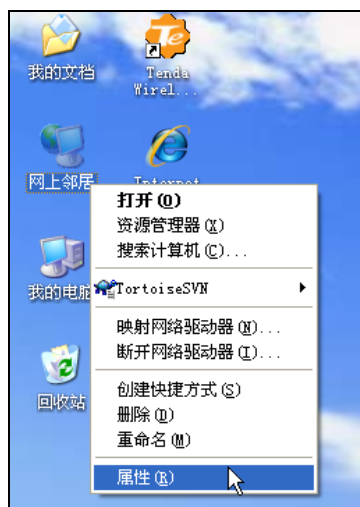 我的文档
Tenda
Wirel...
网上邻居
Internet
打开(O)
资源管理器(X)
搜索计算机(C)...
我的电脑
TortoiseSVN
映射网络驱动器(N)...
断开网络驱动器(I)...
创建快捷方式(S)
回收站
删除(D)
重命名(M)
属性(R)